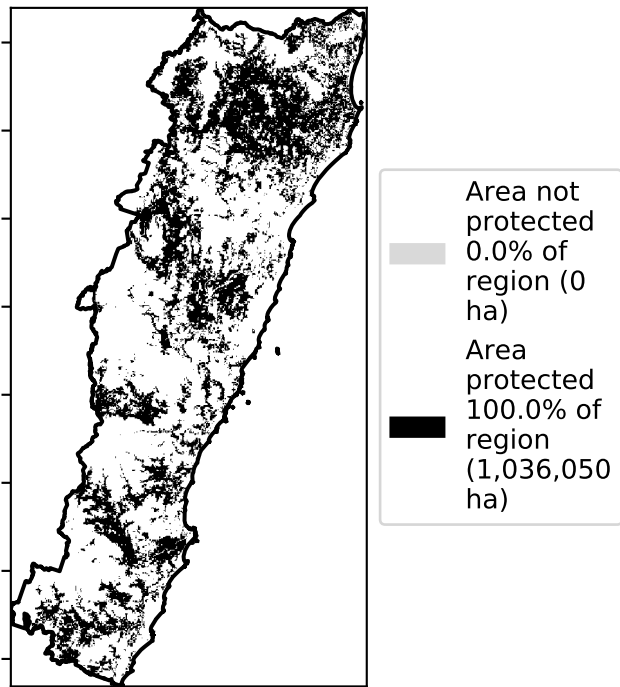 Area not
protected
0.0% of
region (0
ha)
Area
protected
100.0% of
region
(1,036,050
ha)